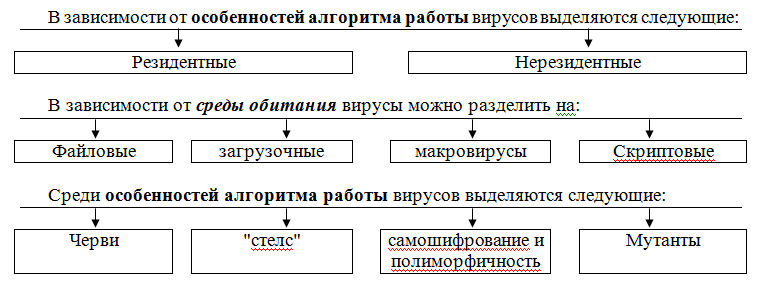 В зависимости от особенностей алгоритма работы вирусов выделяются следующие:
Резидентные
Нерезидентные
В зависимости от среды обитания вирусы можно разделить на:
Файловые
загрузочные
макровирусы
Скриптовые
Среди особенностей алгоритма работы вирусов выделяются следующие:
Черви
"стелс"
самошифрование и
полиморфичность
Мутанты